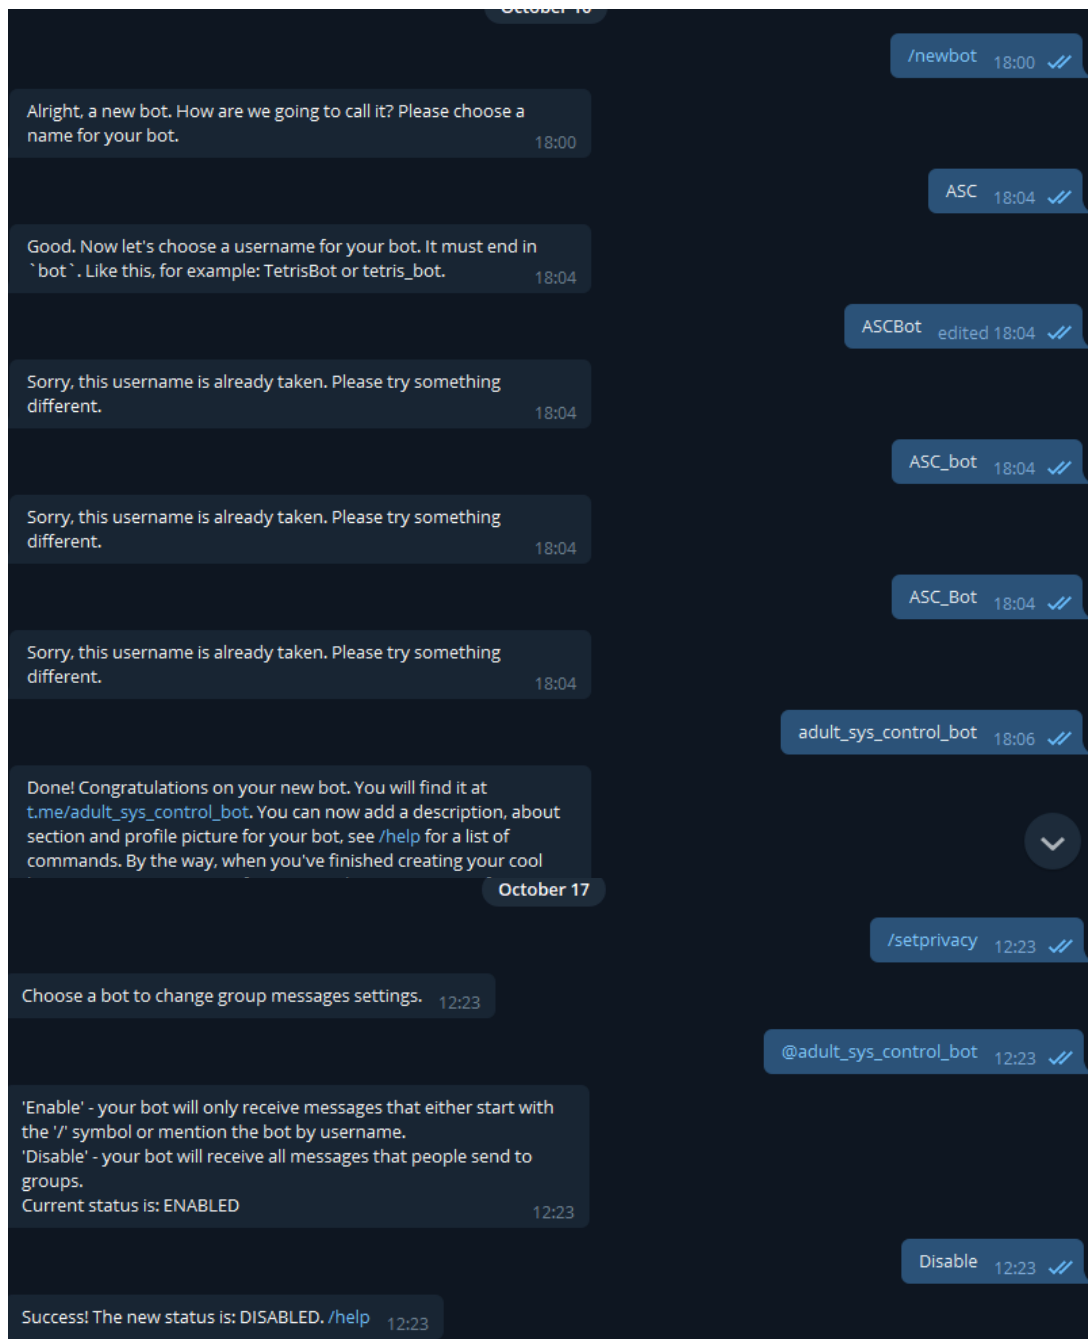 /newbot 18:00
Alright, a new bot. How are we going to call it? Please choose a
name for your bot.
18:00
ASC 18:04
Good. Now let's choose a username for your bot. It must end in
`bot`. Like this, for example: TetrisBot or tetris_bot.
18:04
ASCBot edited 18:04
Sorry, this username is already taken. Please try something
different.
18:04
ASC_bot 18:04
Sorry, this username is already taken. Please try something
different.
18:04
ASC_Bot 18:04
Sorry, this username is already taken. Please try something
different.
18:04
adult_sys_control_bot 18:06
Done! Congratulations on your new bot. You will find it at
t.me/adult_sys_control_bot. You can now add a description, about
section and profile picture for your bot, see /help for a list of
commands. By the way, when you've finished creating your cool
October 17
/setprivacy 12:23
Choose a bot to change group messages settings. 12:23
@adult_sys_control_bot 12:23
'Enable' - your bot will only receive messages that either start with
the '/' symbol or mention the bot by username.
'Disable' - your bot will receive all messages that people send to
groups.
Current status is: ENABLED
12:23
Disable 12:23
Success! The new status is: DISABLED. /help 12:23